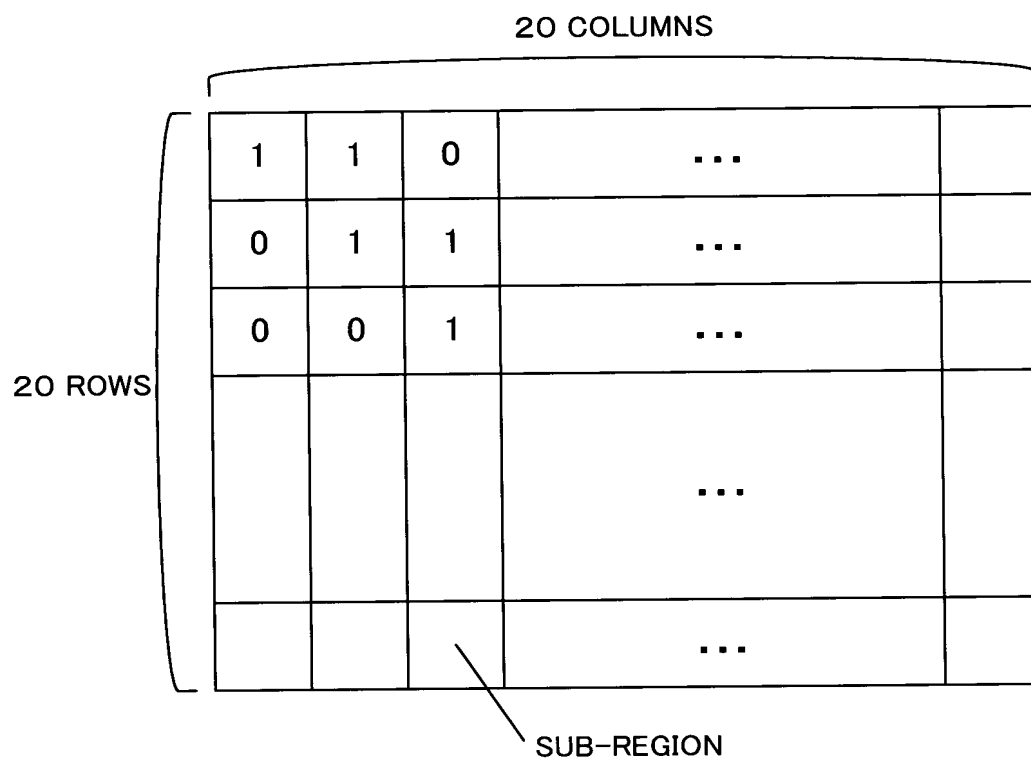 20 COLUMNS
1 1 0 ...
0 1 1 ...
0 0 1 ...
20 ROWS
...
...
SUB-REGION